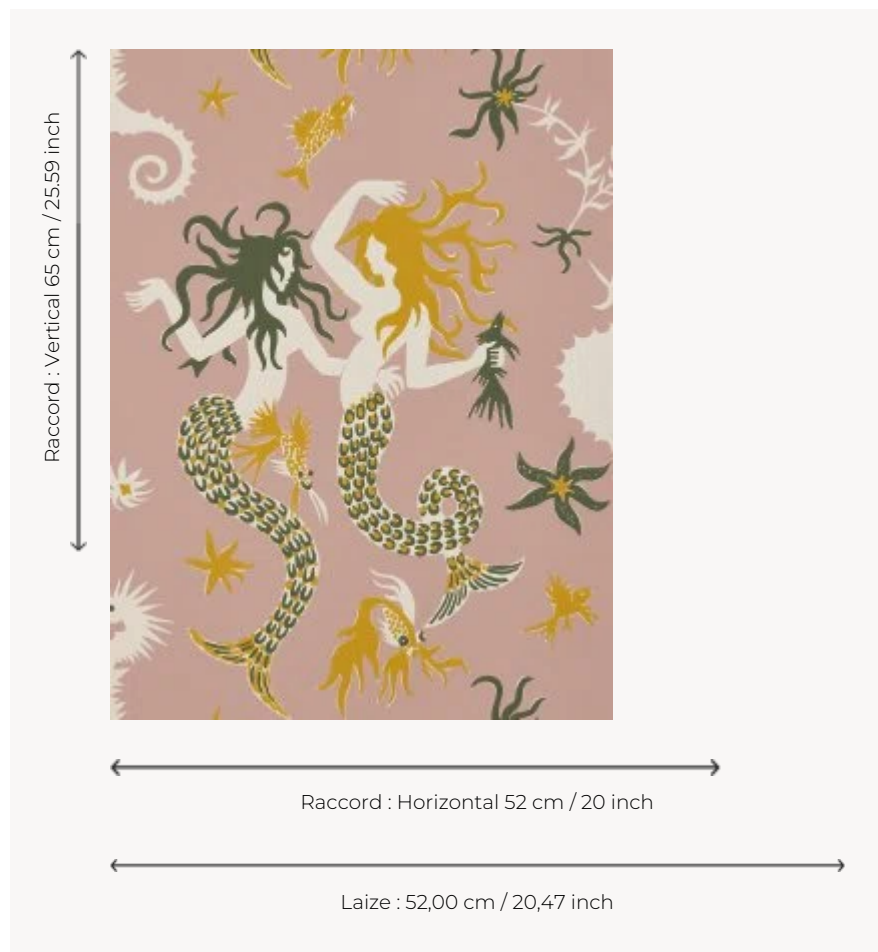 Raccord : Vertical 65 cm / 25.59 inch
Raccord : Horizontal 52 cm / 20 inch
Laize : 52,00 cm / 20,47 inch